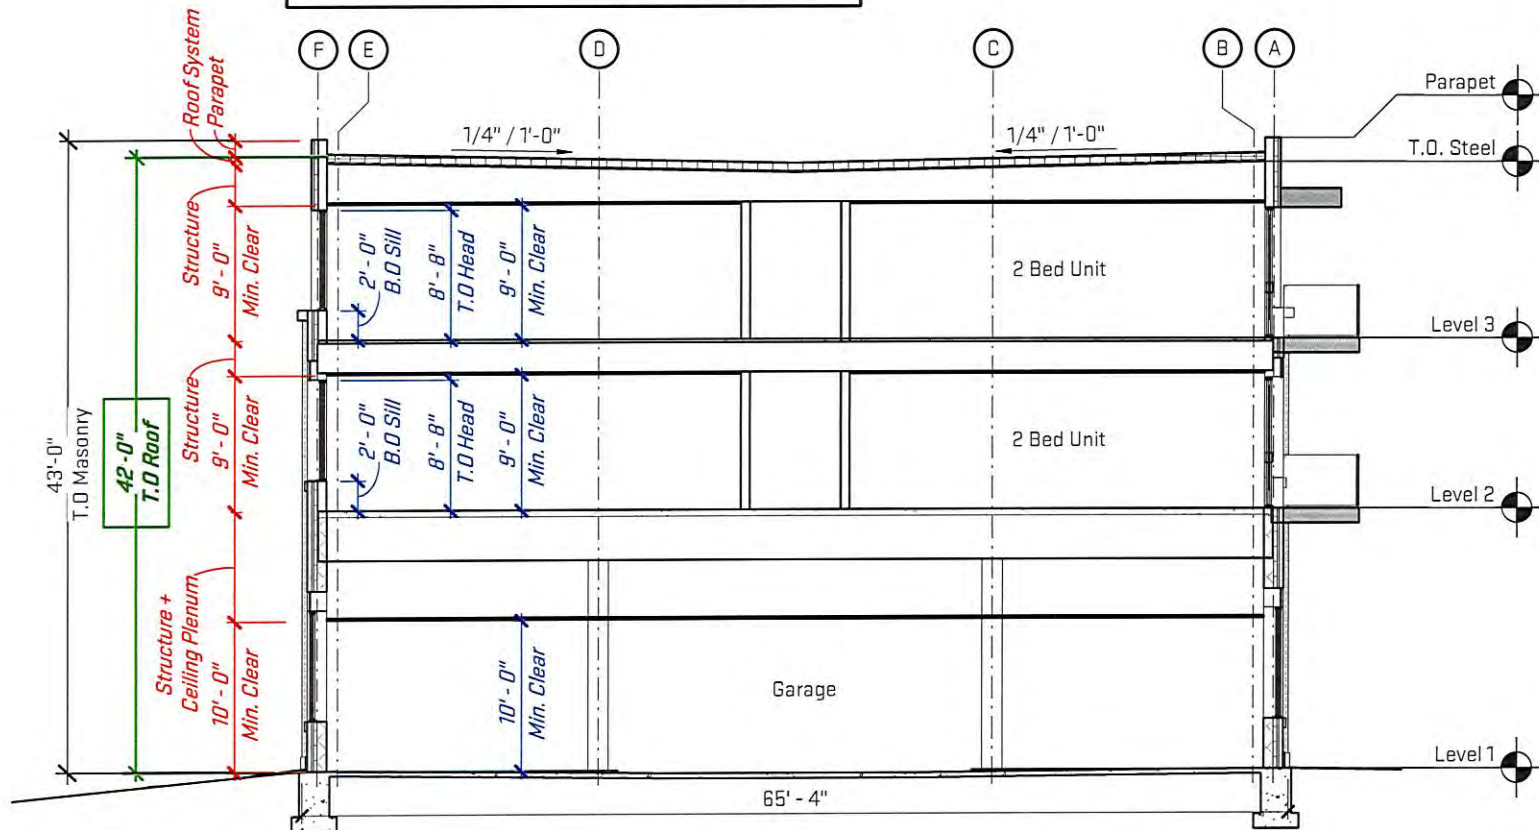 F
E
D
C
B
A
Roof System
Parapet
Parapet
1/4" / 1'-0"
1/4" / 1'-0"
T.O. Steel
Structure
9' - 0"
Min. Clear
2' - 0"
B.O Sill
8' - 8"
T.O Head
9' - 0"
Min. Clear
2 Bed Unit
Level 3
43'-0"
T.O Masonry
42'-0"
T.O Roof
Structure
9' - 0"
Min. Clear
2' - 0"
B.O Sill
8' - 8"
T.O Head
9' - 0"
Min. Clear
2 Bed Unit
Level 2
Structure +
Ceiling Plenum
10' - 0"
Min. Clear
10' - 0"
Min. Clear
Garage
Level 1
65' - 4"